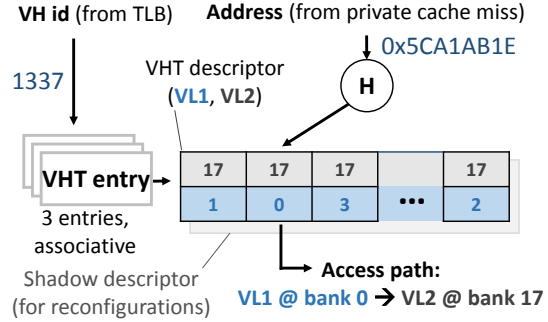 VH id (from TLB)
Address (from private cache miss)
1337
0x5CA1AB1E
H
VHT descriptor
(VL1, VL2)
VHT entry
3 entries,
associative
17 17 17 17
1 0 3 ••• 2
Shadow descriptor
(for reconfigurations)
Access path:
VL1 @ bank 0 → VL2 @ bank 17